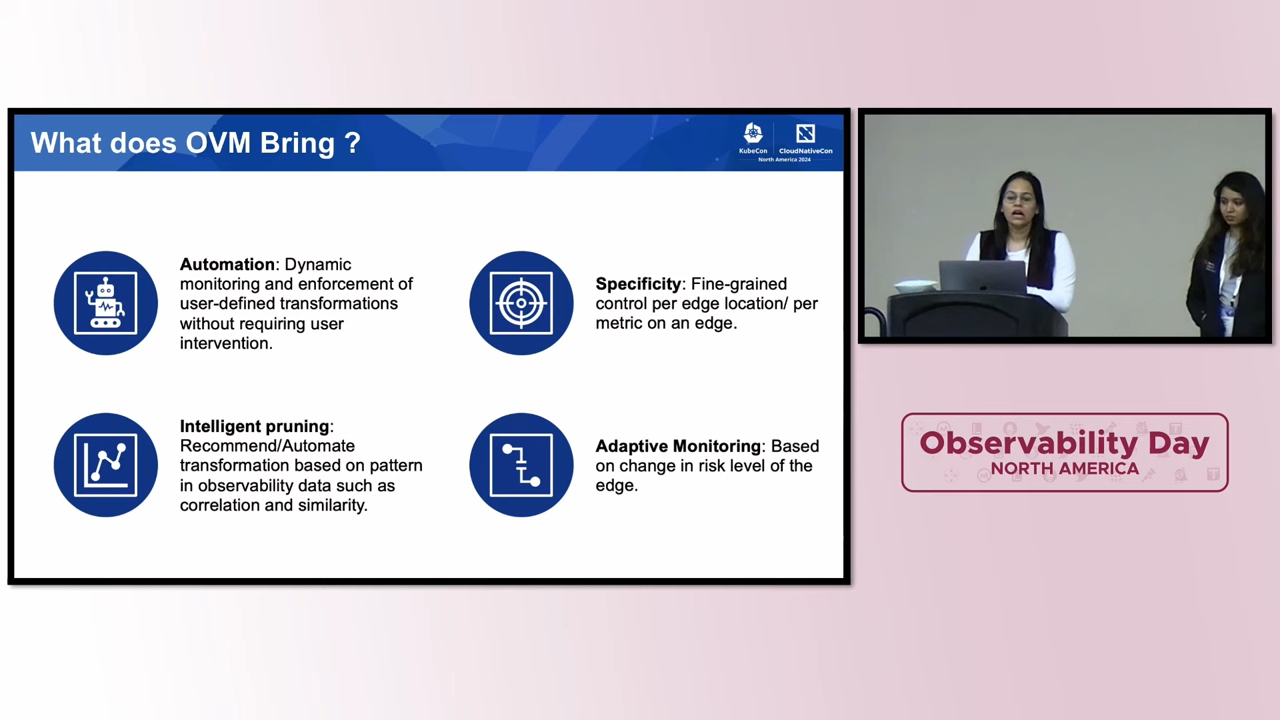 What does OVM Bring ?
KubeCon
CloudNativeCon
North America 2024
Automation: Dynamic
monitoring and enforcement of
user-defined transformations
without requiring user
intervention.
Specificity: Fine-grained
control per edge location/ per
metric on an edge.
Intelligent pruning:
Recommend/Automate
transformation based on pattern
in observability data such as
correlation and similarity.
Adaptive Monitoring: Based
on change in risk level of the
edge.
Observability Day
NORTH AMERICA